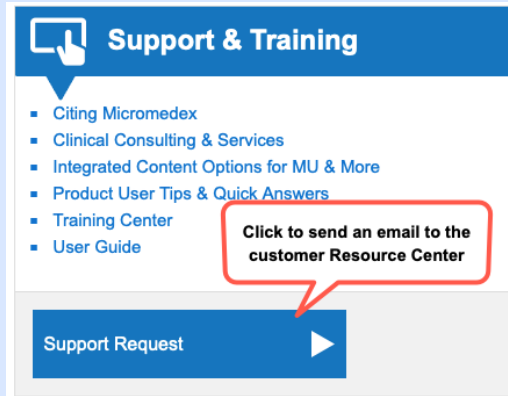 Support & Training
Citing Micromedex
Clinical Consulting & Services
Integrated Content Options for MU & More
Product User Tips & Quick Answers
Training Center
User Guide
Click to send an email to the
customer Resource Center
Support Request